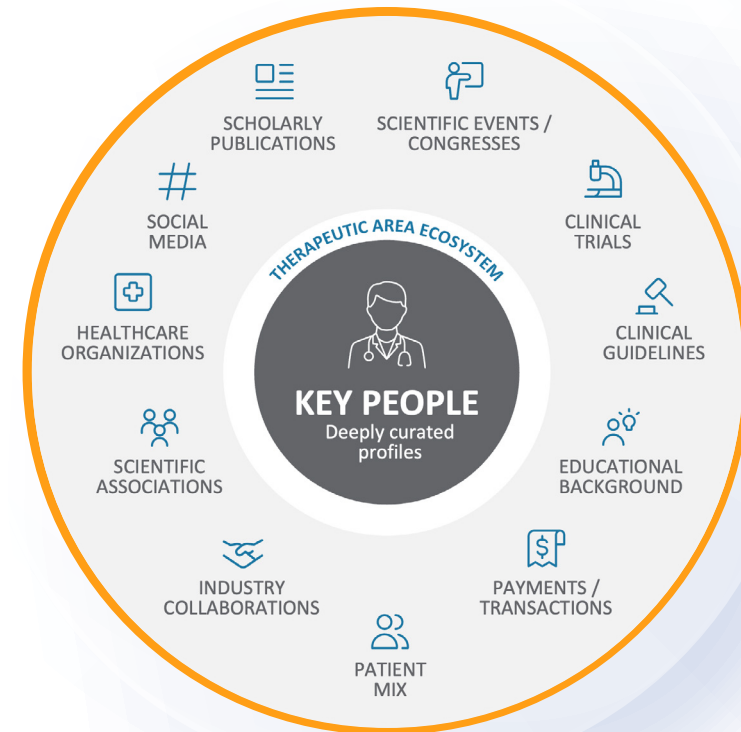 SCHOLARLY
PUBLICATIONS
SCIENTIFIC EVENTS /
CONGRESSES
SOCIAL
MEDIA
CLINICAL
TRIALS
THERAPEUTIC AREA ECOSYSTEM
HEALTHCARE
ORGANIZATIONS
CLINICAL
GUIDELINES
KEY PEOPLE
Deeply curated
profiles
SCIENTIFIC
ASSOCIATIONS
EDUCATIONAL
BACKGROUND
INDUSTRY
COLLABORATIONS
$
PAYMENTS /
TRANSACTIONS
PATIENT
MIX